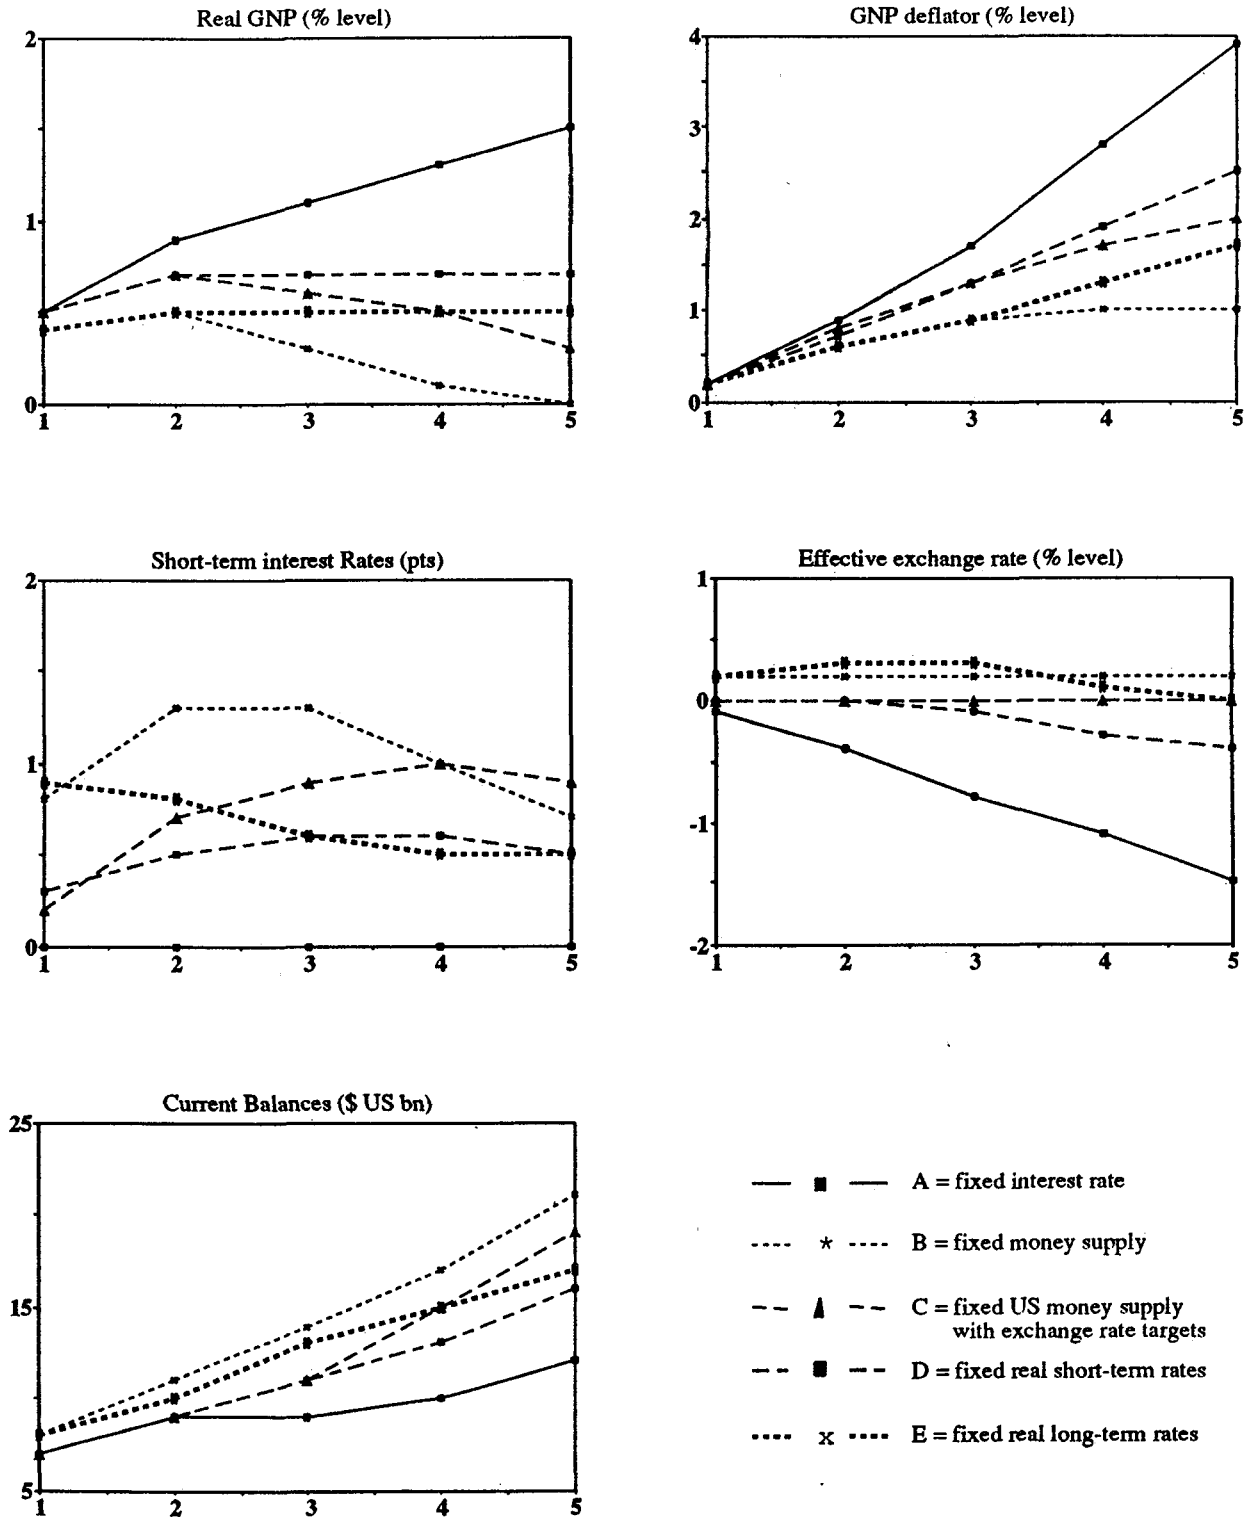 Real GNP (% level)
2
1
0
1 2 3 4 5
GNP deflator (% level)
4
3
2
1
0
1 2 3 4 5
Short-term interest Rates (pts)
2
1
0
1 2 3 4 5
Effective exchange rate (% level)
1
0
-1
-2
1 2 3 4 5
Current Balances ($ US bn)
25
15
5
1 2 3 4 5
A = fixed interest rate
B = fixed money supply
C = fixed US money supply
with exchange rate targets
D = fixed real short-term rates
E = fixed real long-term rates